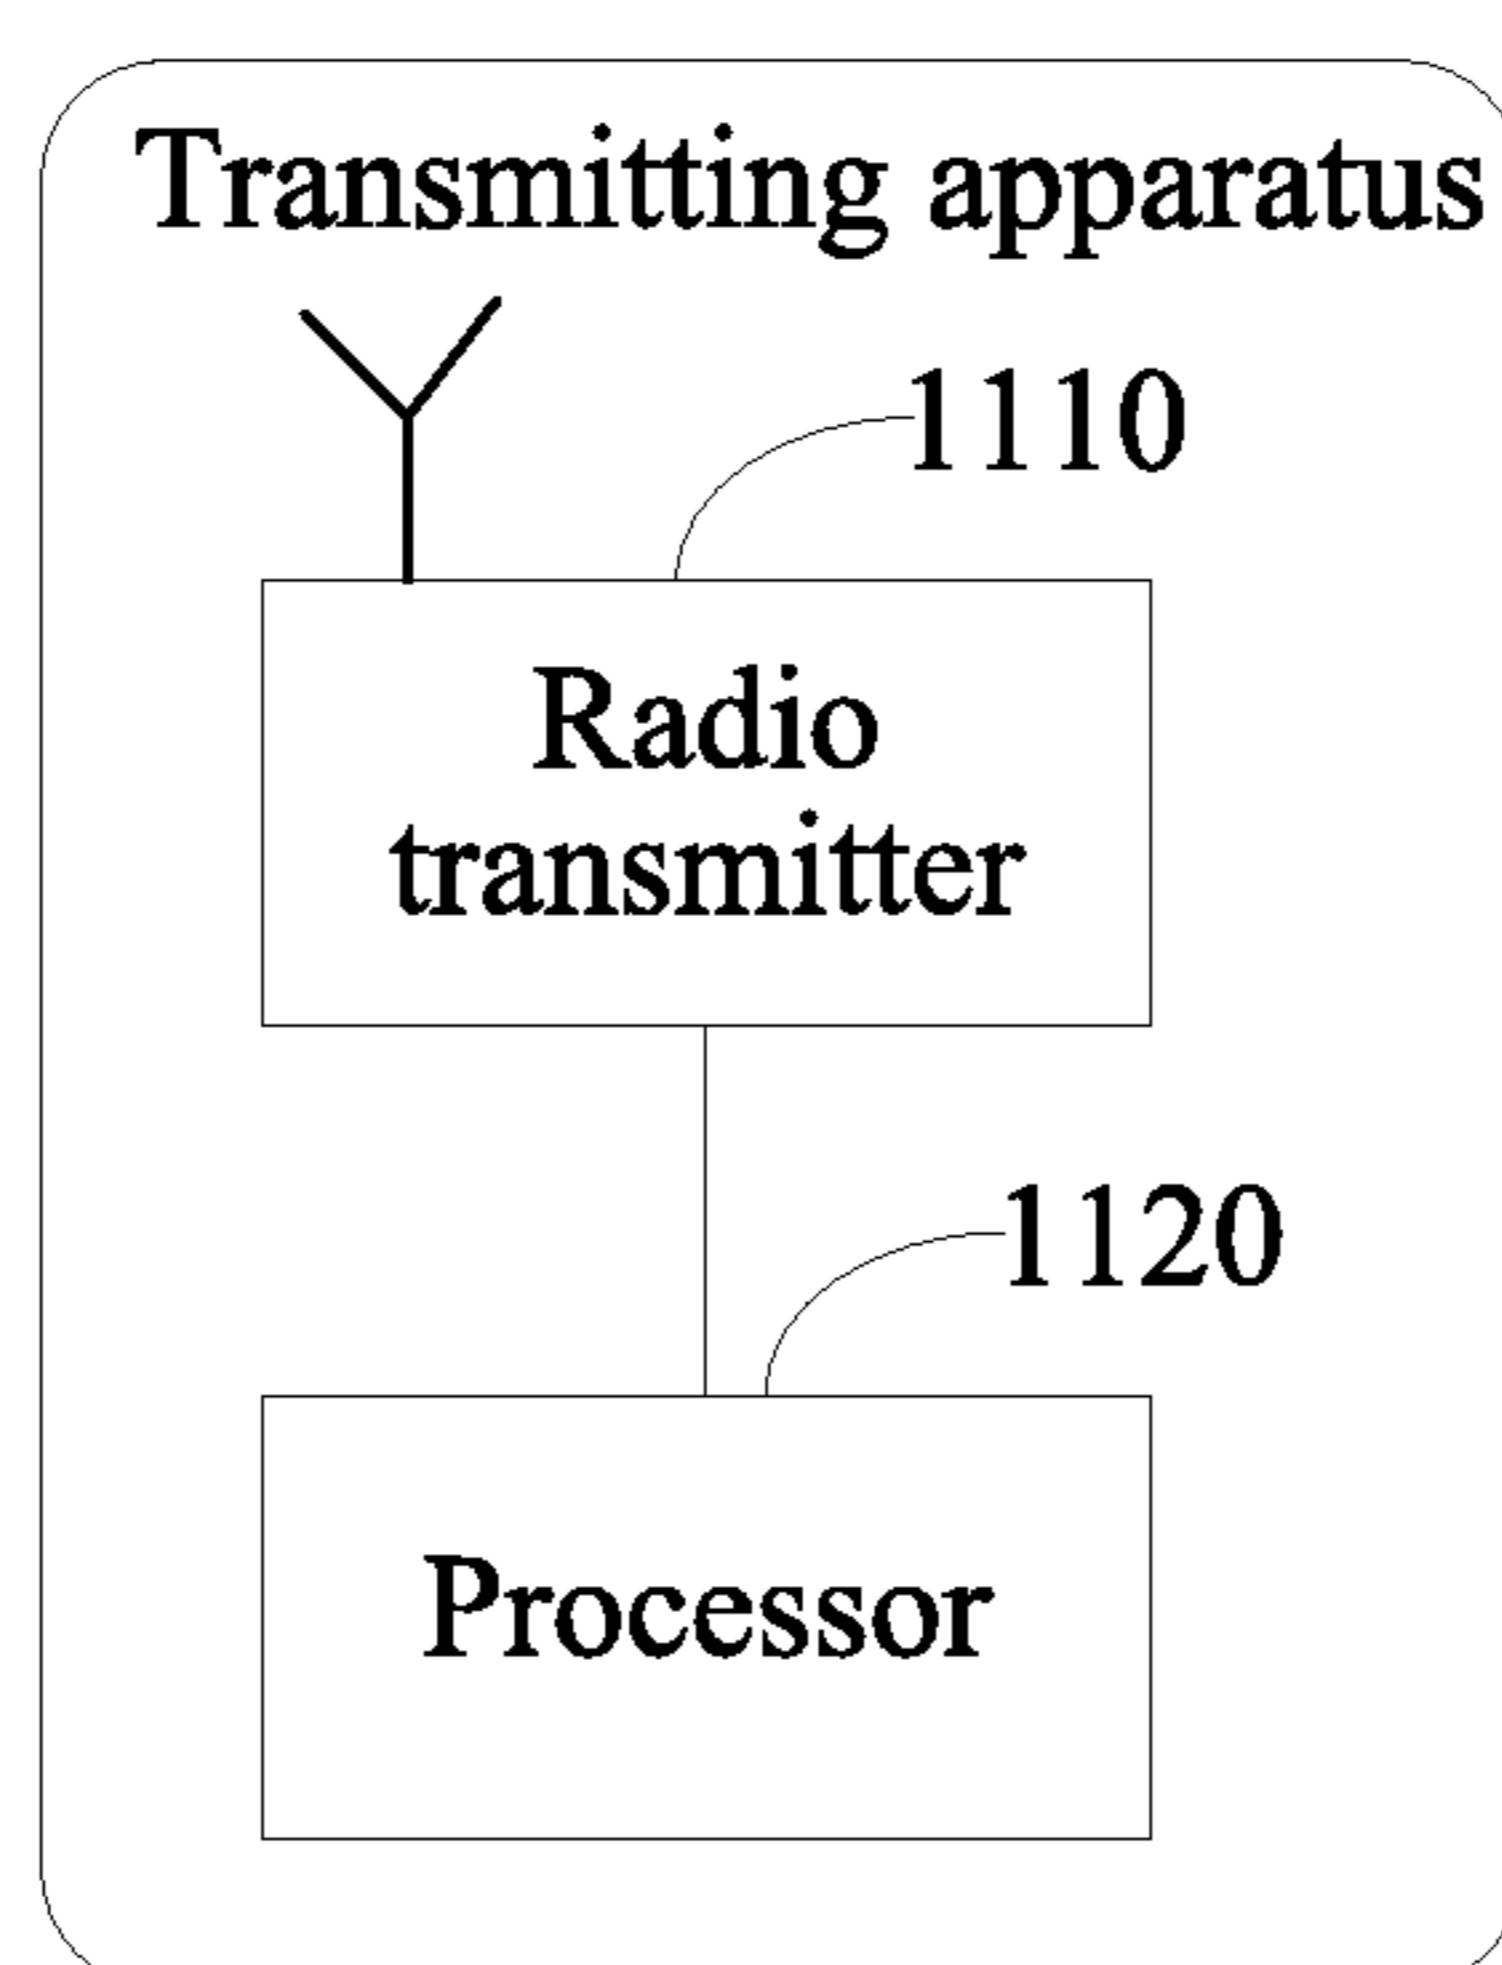 Transmitting apparatus
1110
Radio
transmitter
1120
Processor